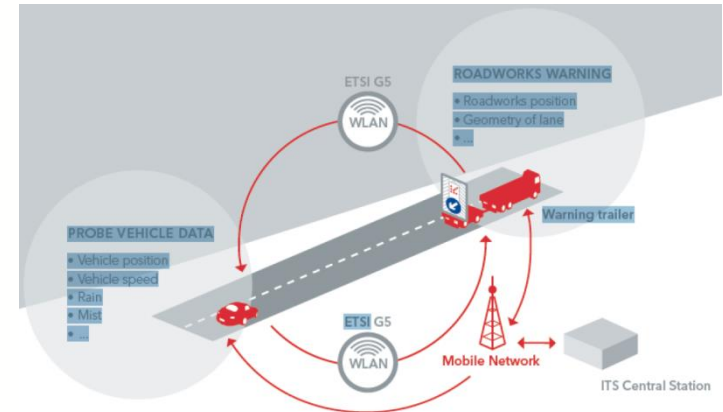 ETSI G5
WLAN
ROADWORKS WARNING
• Roadworks position
• Geometry of lane
• ...
Warning trailer
PROBE VEHICLE DATA
• Vehicle position
• Vehicle speed
• Rain
• Mist
• ...
ETSI G5
WLAN
Mobile Network
ITS Central Station